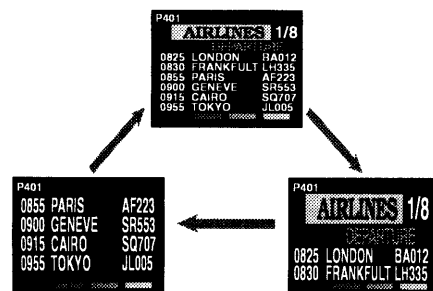 P401
AIRLINES 1/8
DEPARTURE
0825 LONDON BA012
0830 FRANKFULT LH335
0855 PARIS AF223
0900 GENEVE SR553
0915 CAIRO SQ707
0955 TOKYO JL005
P401
0855 PARIS AF223
0900 GENEVE SR553
0915 CAIRO SQ707
0955 TOKYO JL005
P401
AIRLINES 1/8
DEPARTURE
0825 LONDON BA012
0830 FRANKFULT LH335